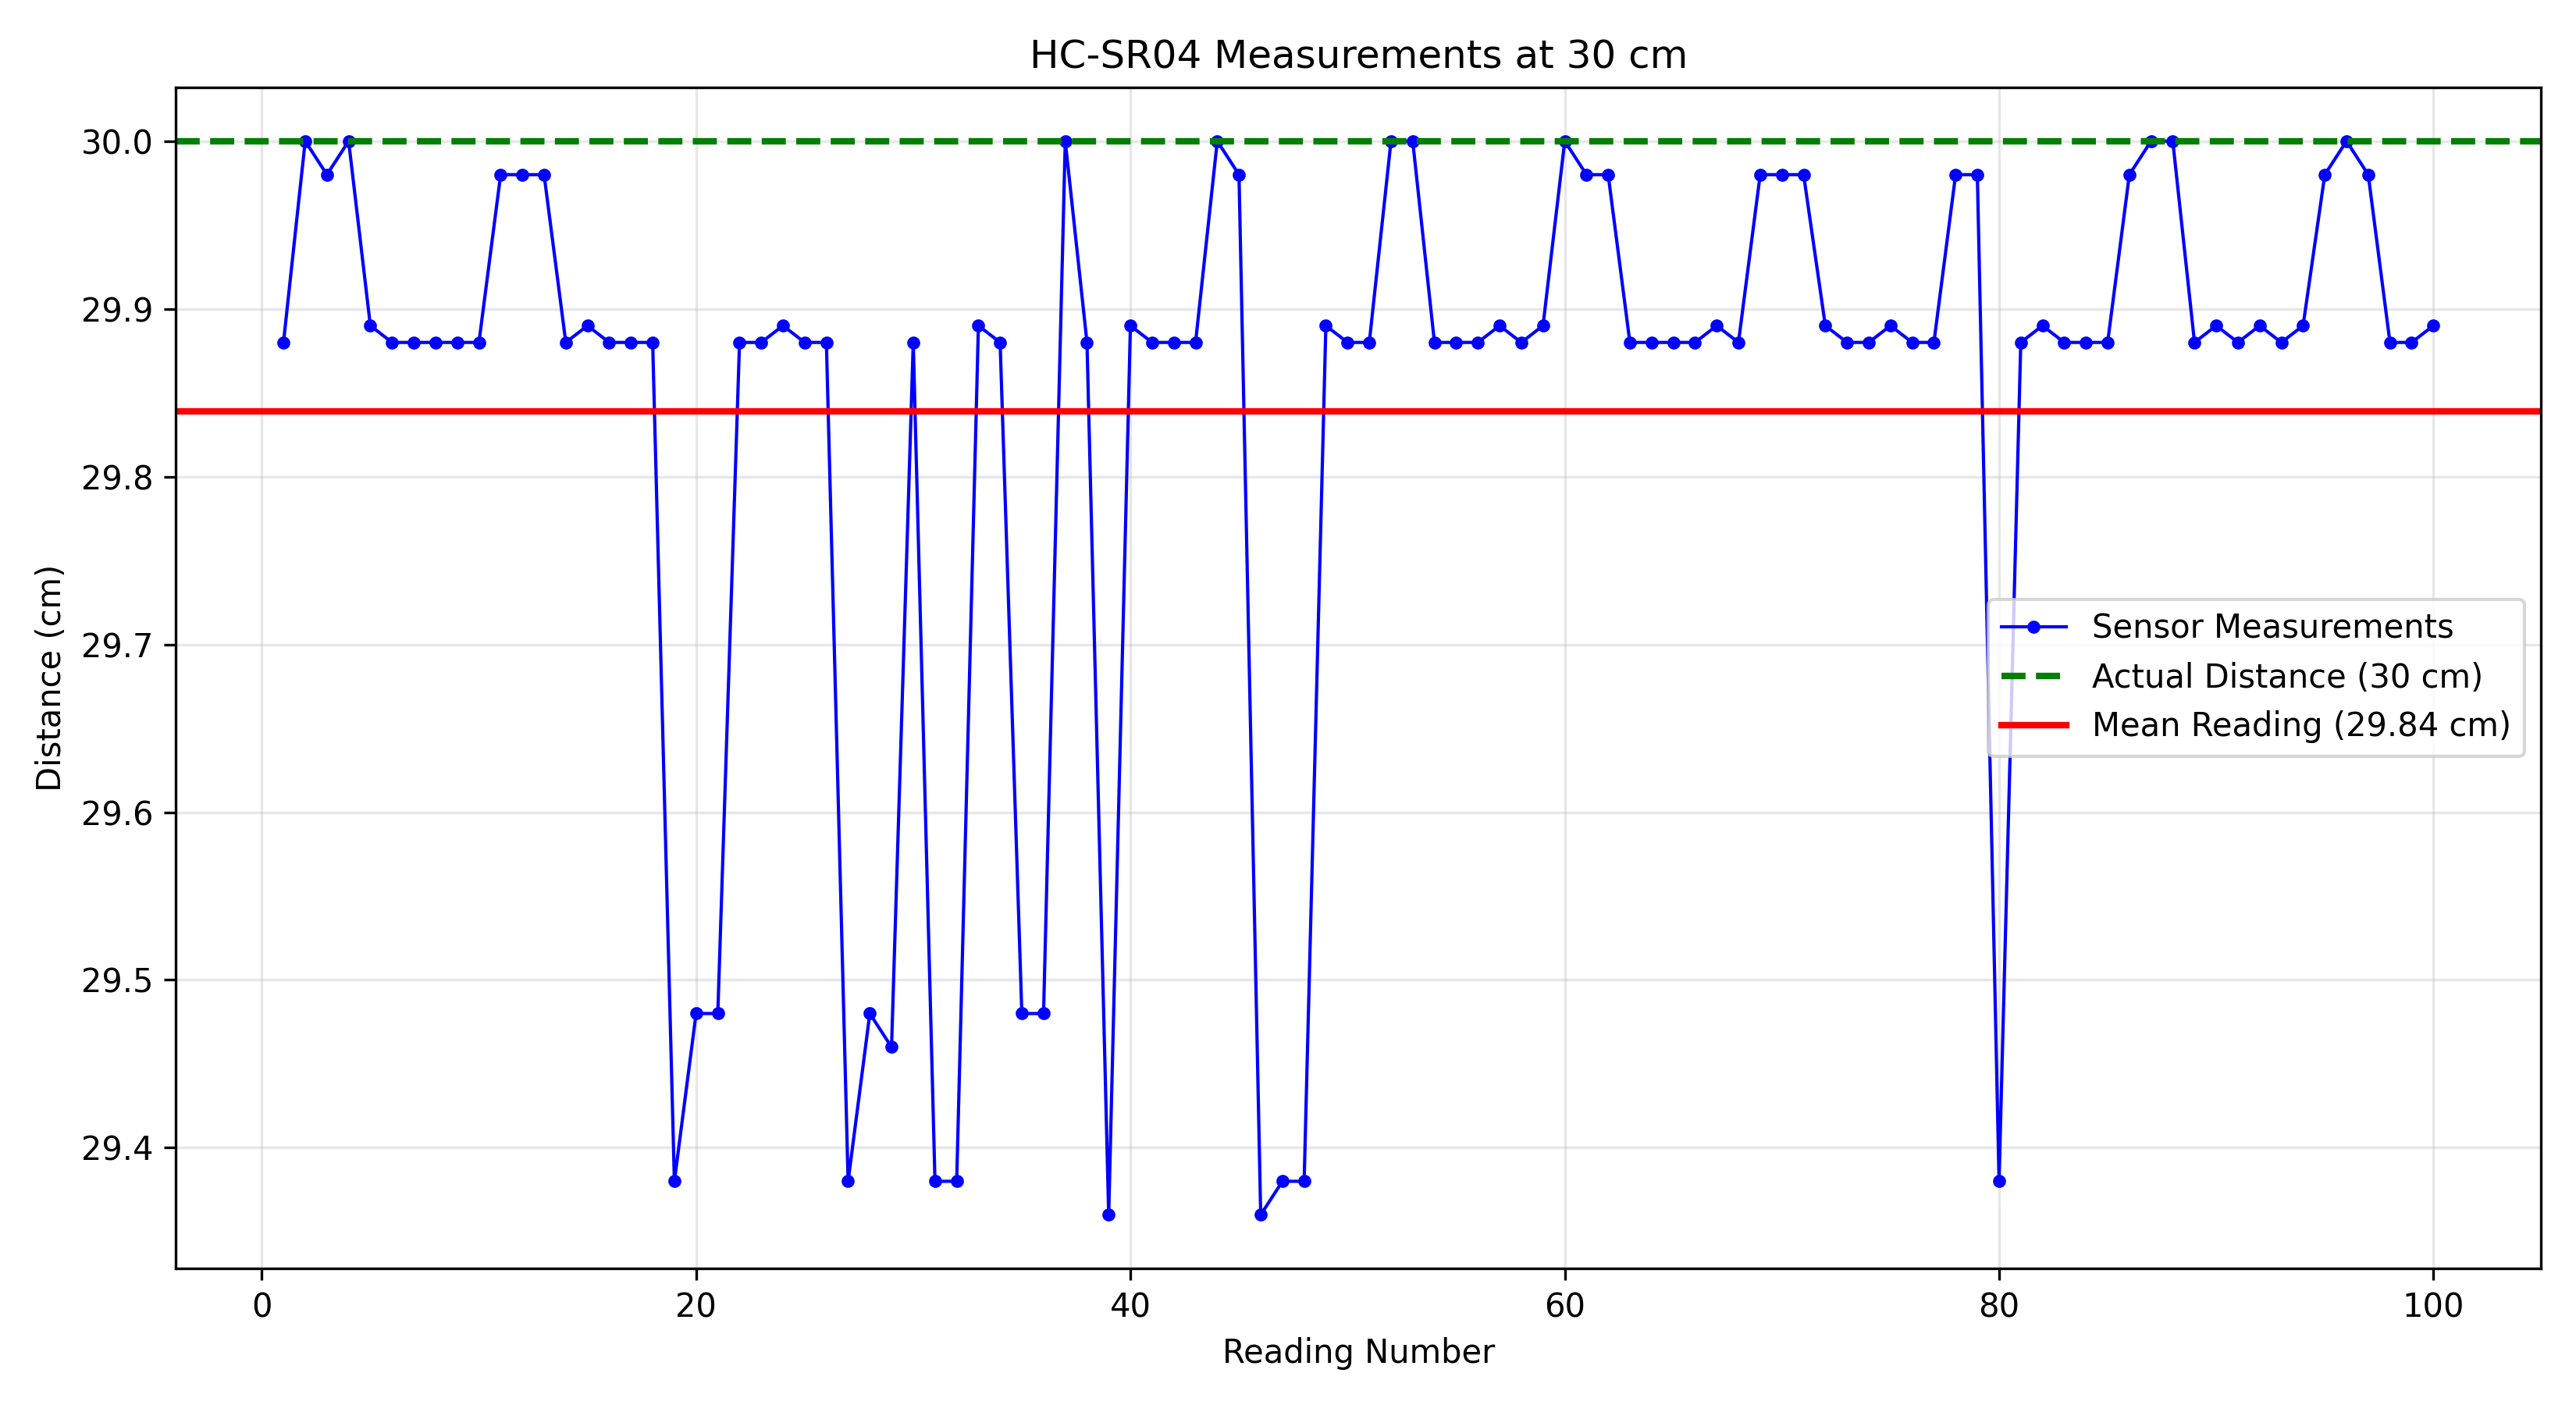 HC-SR04 Measurements at 30 cm
30.0
29.9
29.8
29.7
29.6
29.5
29.4
Distance (cm)
Sensor Measurements
Actual Distance (30 cm)
Mean Reading (29.84 cm)
0 20 40 60 80 100
Reading Number